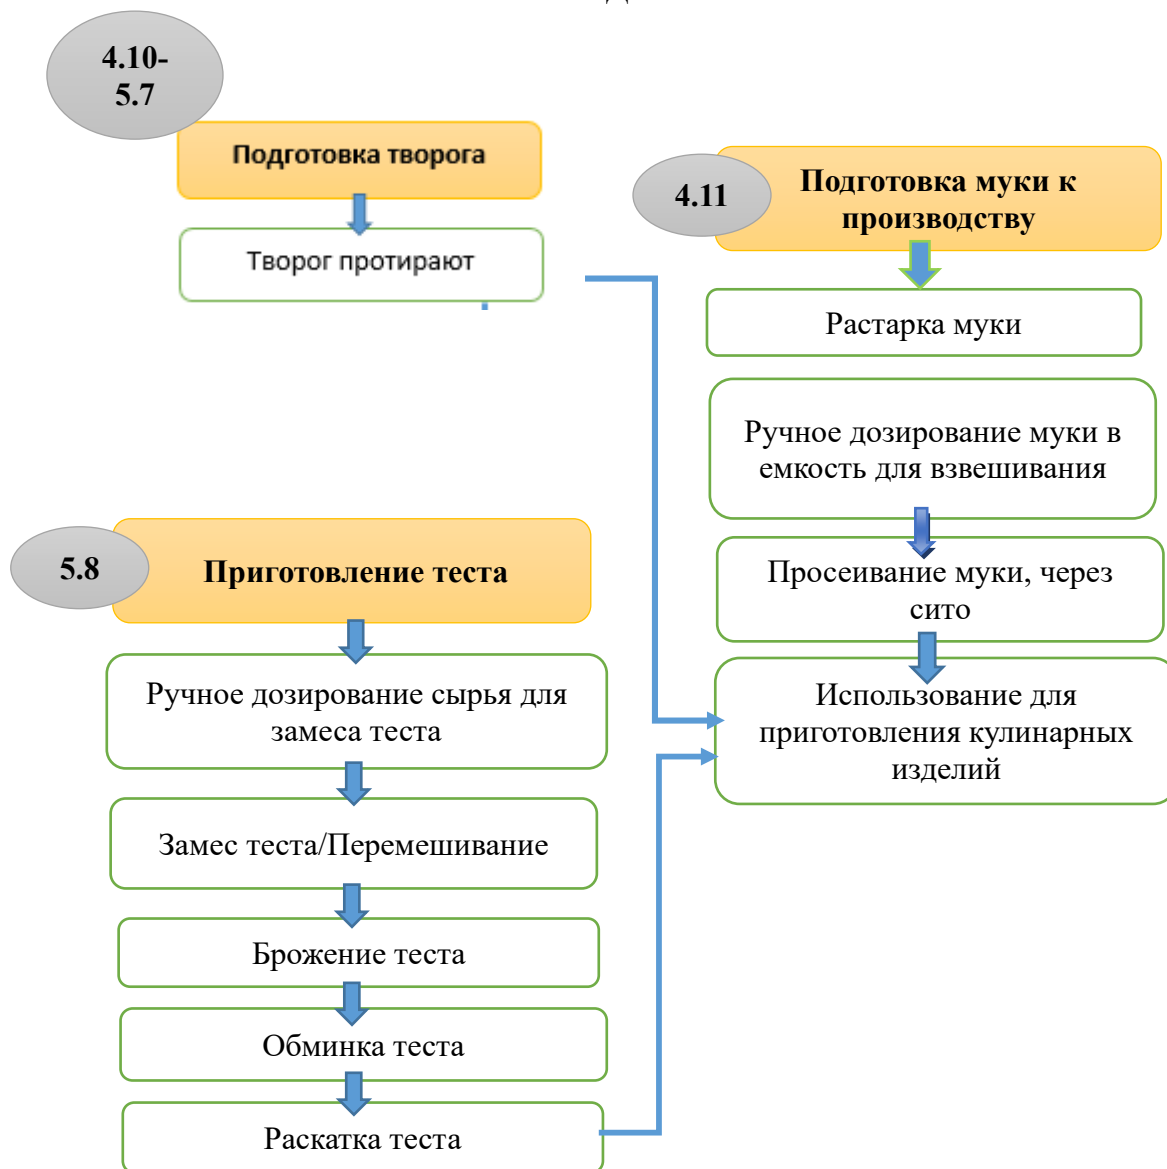 4.10-
5.7
Подготовка творога
Творог протирают
4.11
Подготовка муки к
производству
Растарка муки
Ручное дозирование муки в
емкость для взвешивания
Просеивание муки, через
сито
Использование для
приготовления кулинарных
изделий
5.8
Приготовление теста
Ручное дозирование сырья для
замеса теста
Замес теста/Перемешивание
Брожение теста
Обминка теста
Раскатка теста